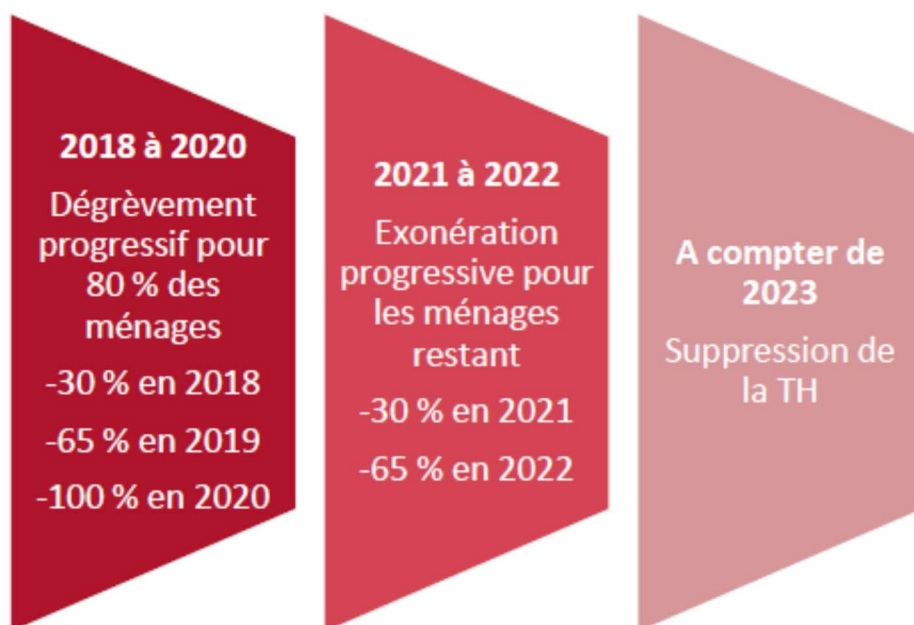 2018 à 2020
Dégrèvement
progressif pour
80 % des
ménages
-30 % en 2018
-65 % en 2019
-100 % en 2020
2021 à 2022
Exonération
progressive pour
les ménages
restant
-30 % en 2021
-65 % en 2022
A compter de
2023
Suppression de
la TH